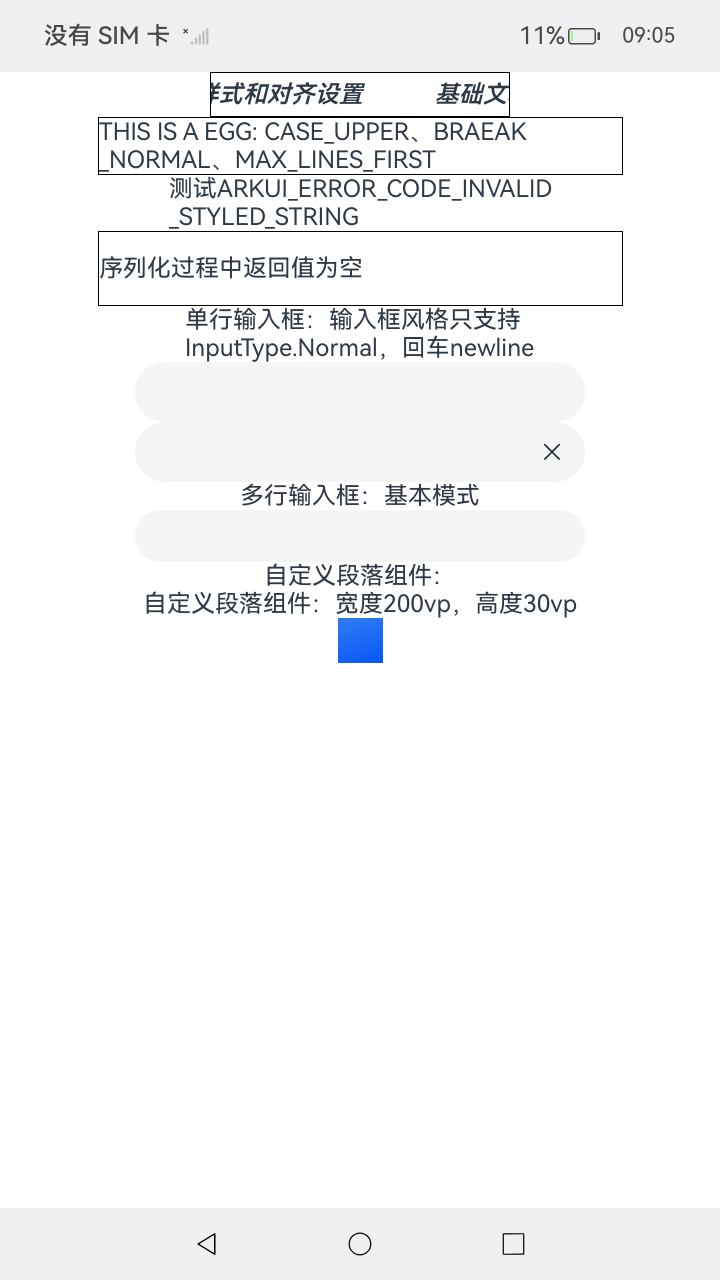 没有 SIM 卡
11%
09:05
样式和对齐设置 基础文
THIS IS A EGG: CASE_UPPER、BRAEAK
_NORMAL、MAX_LINES_FIRST
测试ARKUI_ERROR_CODE_INVALID
_STYLED_STRING
序列化过程中返回值为空
单行输入框：输入框风格只支持
InputType.Normal，回车newline
多行输入框：基本模式
自定义段落组件：
自定义段落组件：宽度200vp，高度30vp